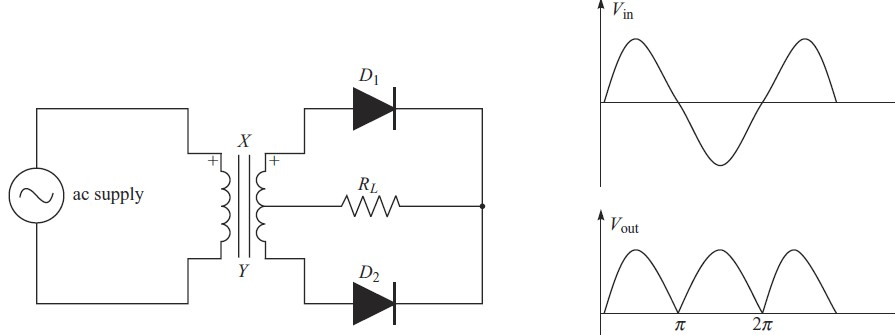 D1
X
+ +
ac supply
RL
Y
D2
Vin
Vout
π 2π